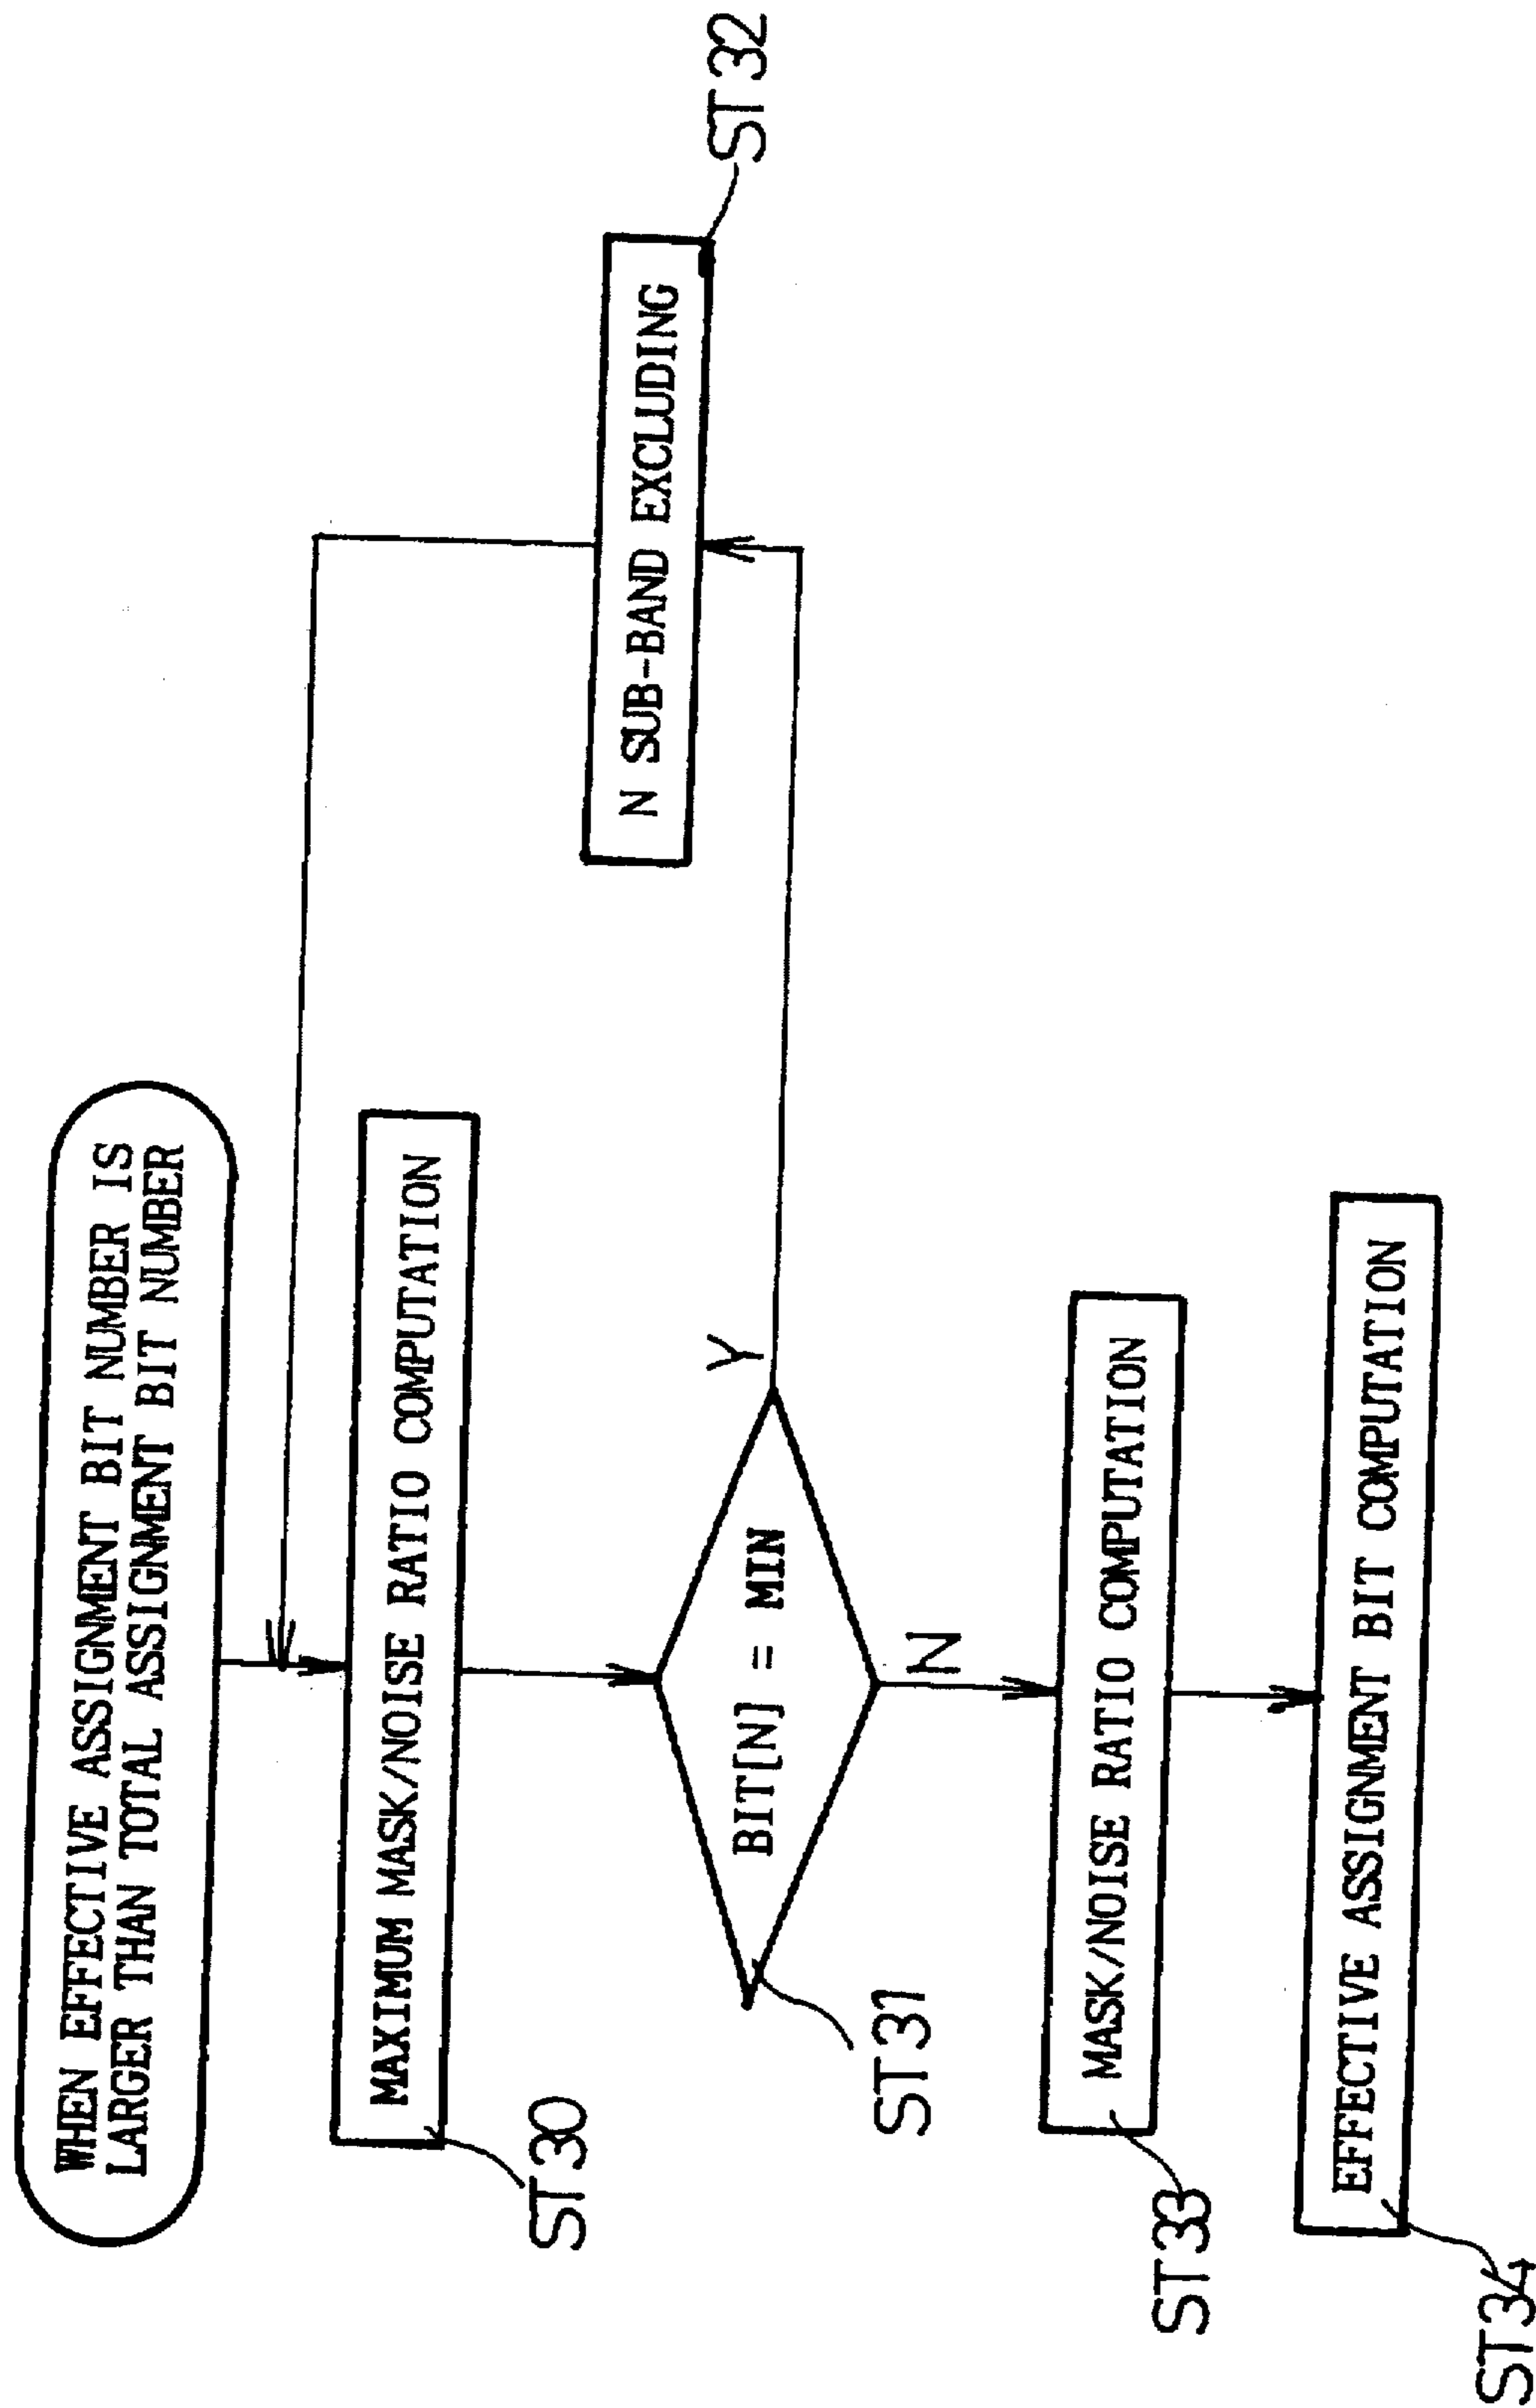 WHEN EFFECTIVE ASSIGNMENT BIT NUMBER IS
LARGER THAN TOTAL ASSIGNMENT BIT NUMBER
MAXIMUM MASK/NOISE RATIO COMPUTATION
ST30
BIT[N] = MIN
Y
N
ST31
N SUB-BAND EXCLUDING
ST32
MASK/NOISE RATIO COMPUTATION
ST33
EFFECTIVE ASSIGNMENT BIT COMPUTATION
ST34